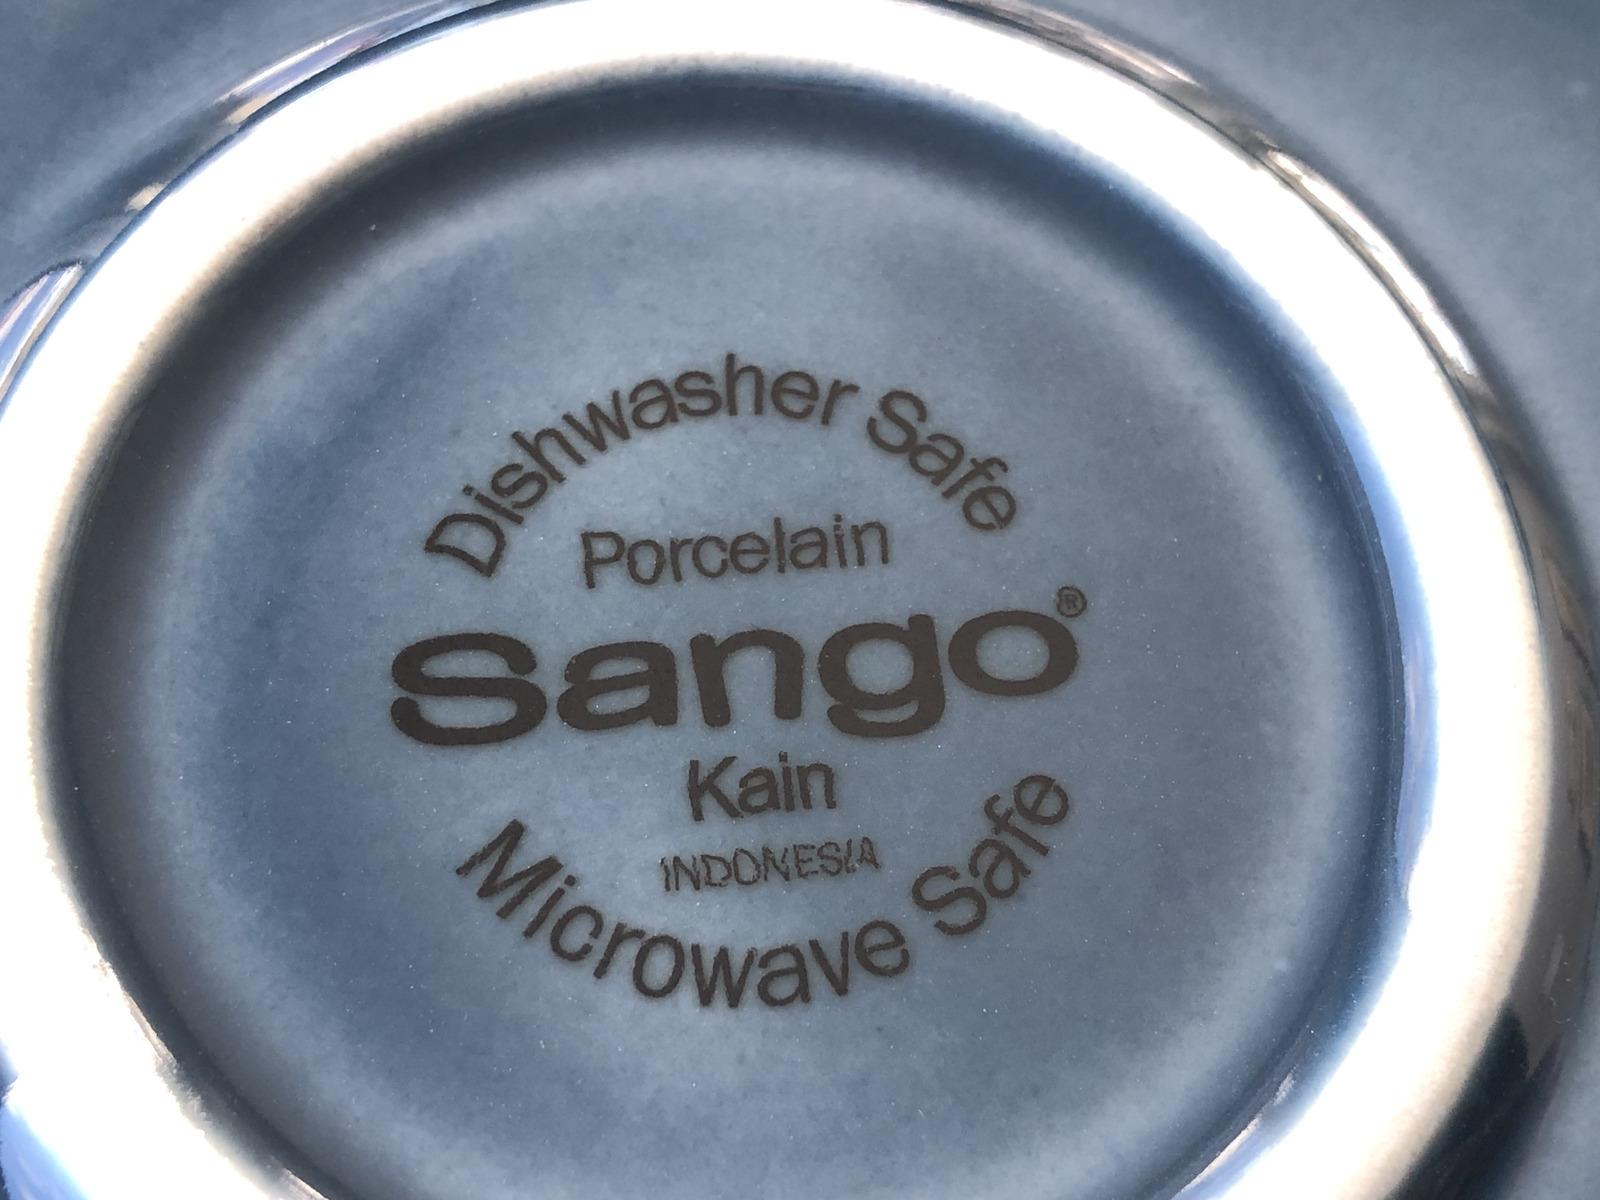 Dishwasher Safe
Porcelain
Sango®
Kain
INDONESIA
Microwave Safe